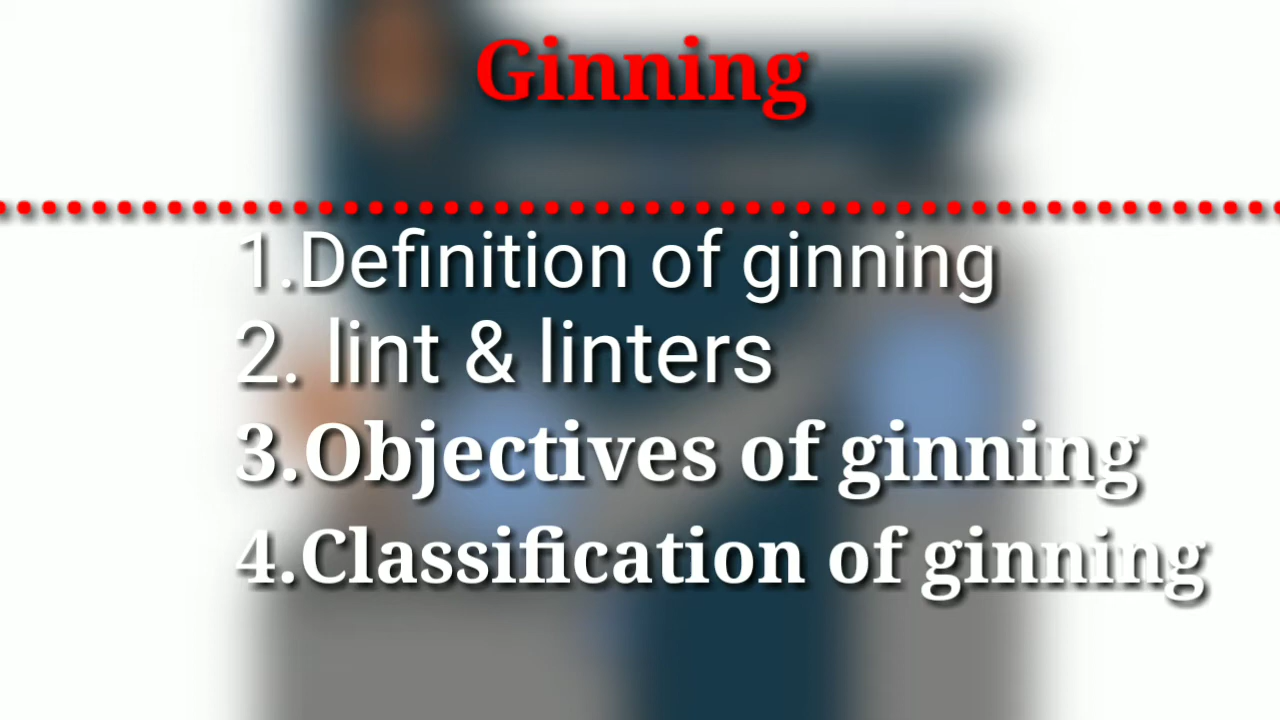 Ginning
1.Definition of ginning
2. lint & linters
3.Objectives of ginning
4.Classification of ginning